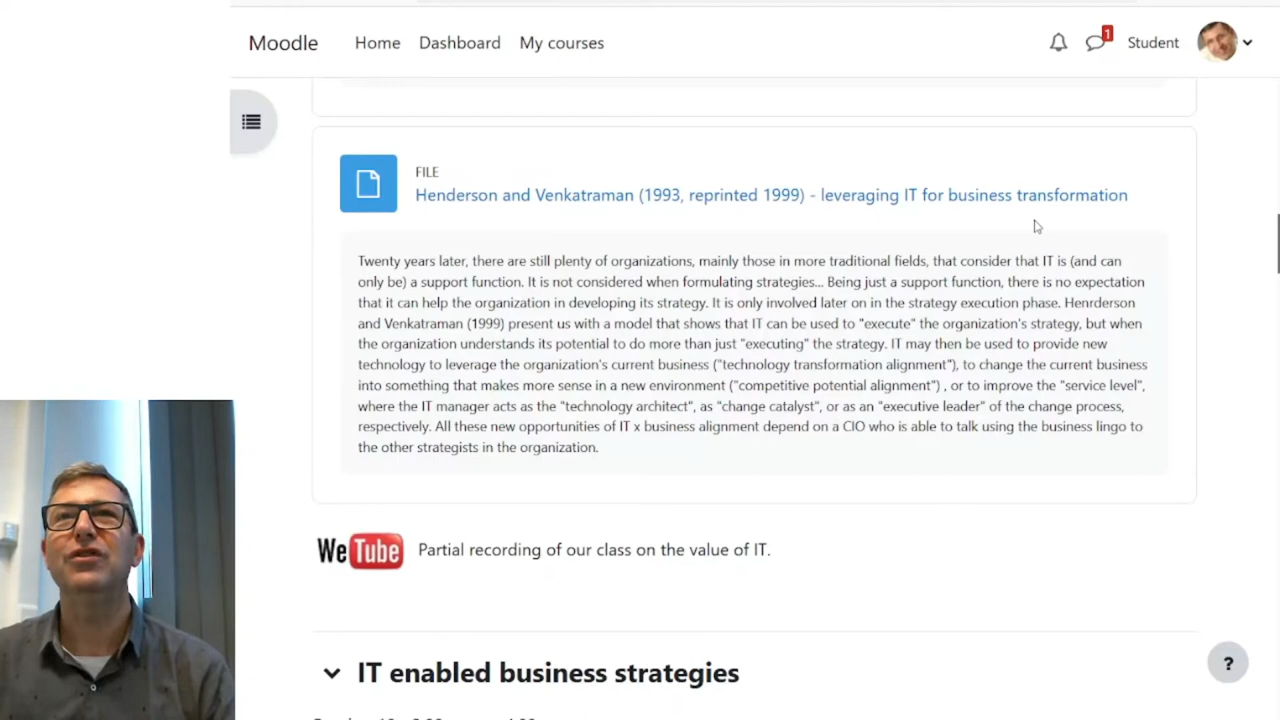 Moodle Home Dashboard My courses 1 Student
FILE
Henderson and Venkatraman (1993, reprinted 1999) - leveraging IT for business transformation
Twenty years later, there are still plenty of organizations, mainly those in more traditional fields, that consider that IT is (and can
only be) a support function. It is not considered when formulating strategies... Being just a support function, there is no expectation
that it can help the organization in developing its strategy. It is only involved later on in the strategy execution phase. Henrderson
and Venkatraman (1999) present us with a model that shows that IT can be used to "execute" the organization's strategy, but when
the organization understands its potential to do more than just "executing" the strategy. IT may then be used to provide new
technology to leverage the organization's current business ("technology transformation alignment"), to change the current business
into something that makes more sense in a new environment ("competitive potential alignment") , or to improve the "service level",
where the IT manager acts as the "technology architect", as "change catalyst", or as an "executive leader" of the change process,
respectively. All these new opportunities of IT x business alignment depend on a CIO who is able to talk using the business lingo to
the other strategists in the organization.
WeTube Partial recording of our class on the value of IT.
IT enabled business strategies
?